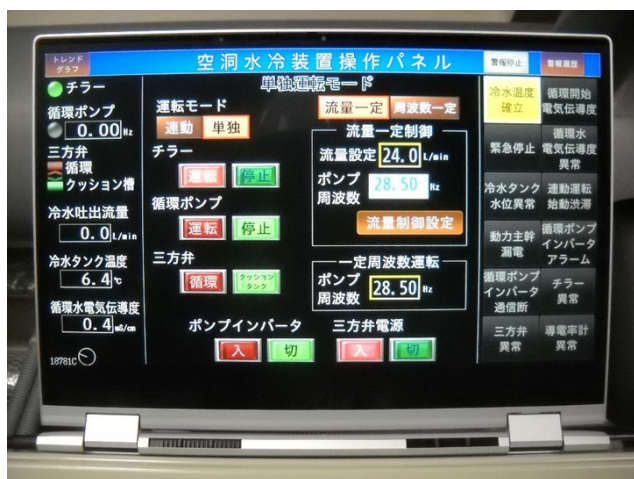 トレンド
グラフ
空洞水冷装置操作パネル
警報停止
警報履歴
単独運転モード
チラー
循環ポンプ
0.00Hz
三方弁
循環
クッション槽
冷水吐出流量
0.0L/min
冷水タンク温度
6.4℃
循環水電気伝導度
0.4mS/cm
18781C
運転モード
連動 単独
チラー
運転 停止
循環ポンプ
運転 停止
三方弁
循環 クッション
タンク
ポンプインバータ
入 切
三方弁電源
入 切
流量一定 周波数一定
流量一定制御
流量設定 24.0 L/min
ポンプ
周波数 28.50 Hz
流量制御設定
一定周波数運転
ポンプ
周波数 28.50 Hz
冷水温度
確立
循環開始
電気伝導度
緊急停止
循環水
電気伝導度
異常
冷水タンク
水位異常
連動運転
始動渋滞
動力主幹
漏電
循環ポンプ
インバータ
アラーム
循環ポンプ
インバータ
通信断
チラー
異常
三方弁
異常
導電率計
異常